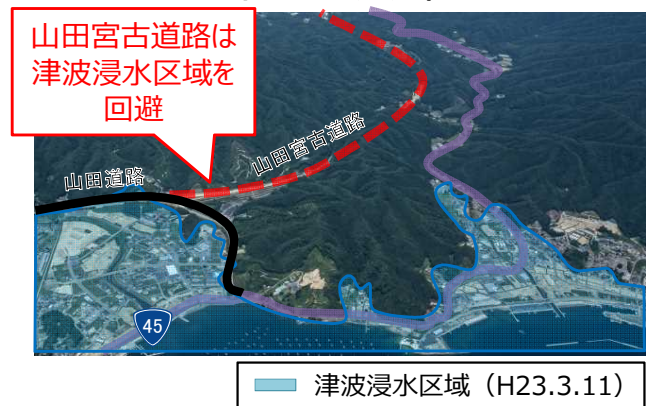 山田宮古道路は
津波浸水区域を
回避
山田宮古道路
山田道路
45
津波浸水区域（H23.3.11）